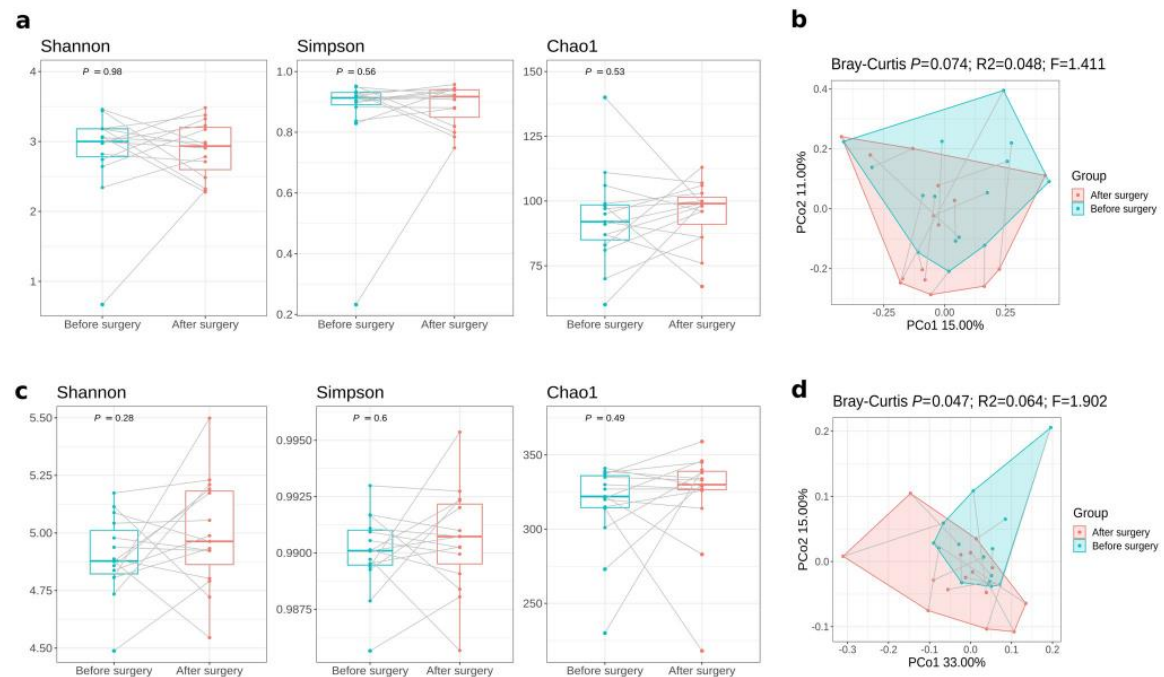 a
Shannon
P = 0.98
4
3
2
1
Before surgery After surgery
Simpson
P = 0.56
1.0
0.8
0.6
0.4
0.2
Before surgery After surgery
Chao1
P = 0.53
150
125
100
75
Before surgery After surgery
b
Bray-Curtis P=0.074; R2=0.048; F=1.411
0.4
0.2
0.0
-0.2
PCo2 11.00%
-0.25 0.00 0.25
PCo1 15.00%
Group
After surgery
Before surgery
c
Shannon
P = 0.28
5.50
5.25
5.00
4.75
4.50
Before surgery After surgery
Simpson
P = 0.6
0.9950
0.9925
0.9900
0.9875
Before surgery After surgery
Chao1
P = 0.49
350
300
250
Before surgery After surgery
d
Bray-Curtis P=0.047; R2=0.064; F=1.902
0.2
0.1
0.0
-0.1
PCo2 15.00%
-0.3 -0.2 -0.1 0.0 0.1 0.2
PCo1 33.00%
Group
After surgery
Before surgery